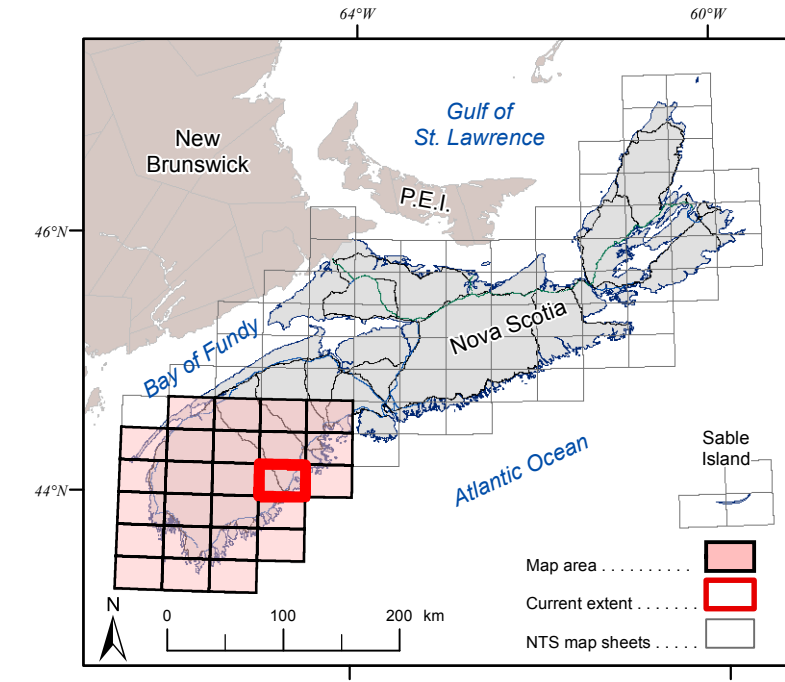 64°W
60°W
Gulf of
St. Lawrence
New
Brunswick
P.E.I.
46°N
Nova Scotia
Bay of Fundy
Sable
Island
Atlantic Ocean
44°N
Map area . . . . . . . . . .
Current extent . . . . . . .
NTS map sheets . . . . .
N
0 100 200 km